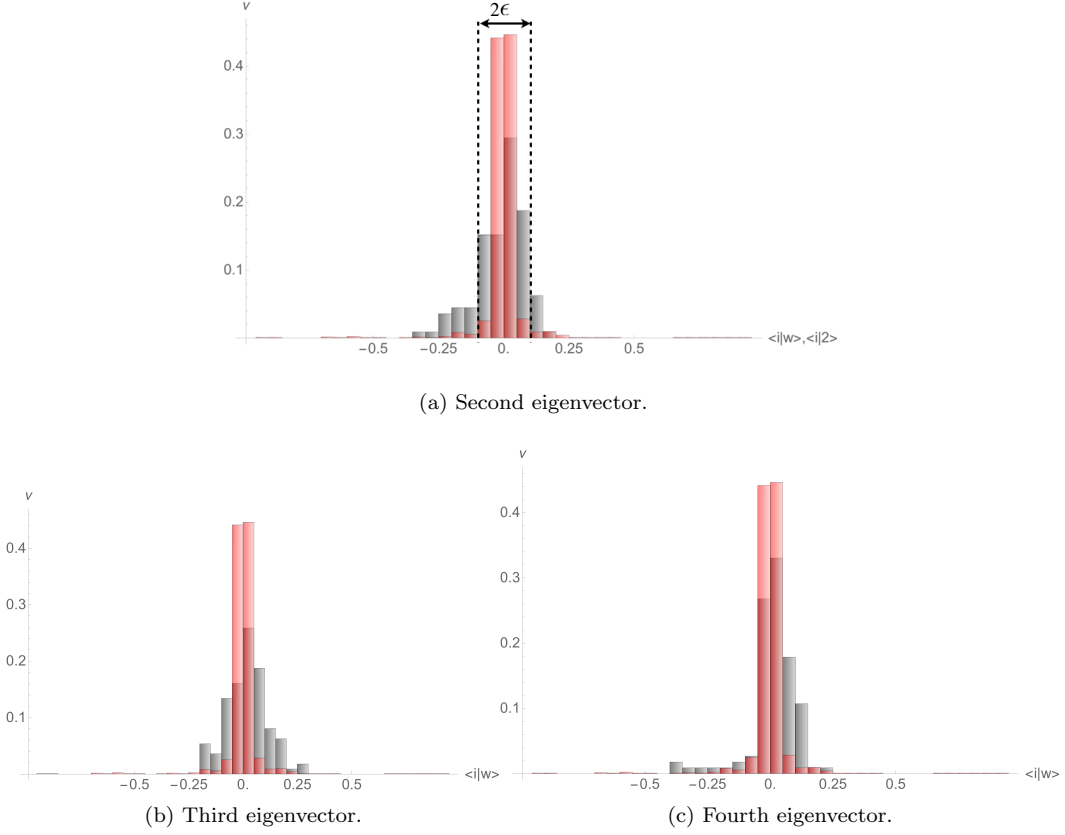 v
2ϵ
0.4
0.3
0.2
0.1
−0.5 −0.25 0. 0.25 0.5
<i|w>,<i|2>
(a) Second eigenvector.
v
0.4
0.3
0.2
0.1
−0.5 −0.25 0. 0.25 0.5
<i|w>
(b) Third eigenvector.
v
0.4
0.3
0.2
0.1
−0.5 −0.25 0. 0.25 0.5
<i|w>
(c) Fourth eigenvector.